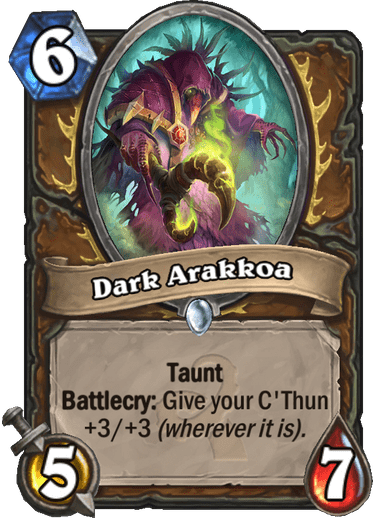 6
Dark Arakkoa
Taunt
Battlecry: Give your C'Thun
+3/+3 (wherever it is).
5
7